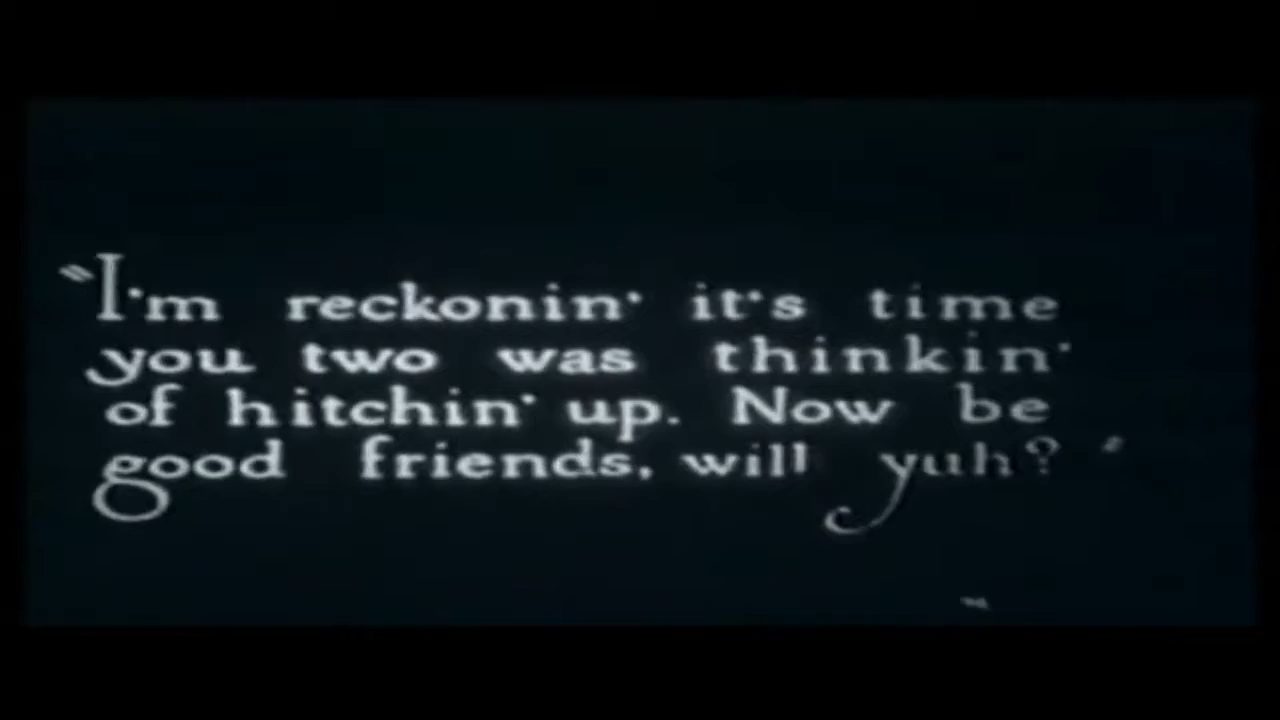 "I'm reckonin' it's time
you two was thinkin'
of hitchin' up. Now be
good friends, will yuh?"